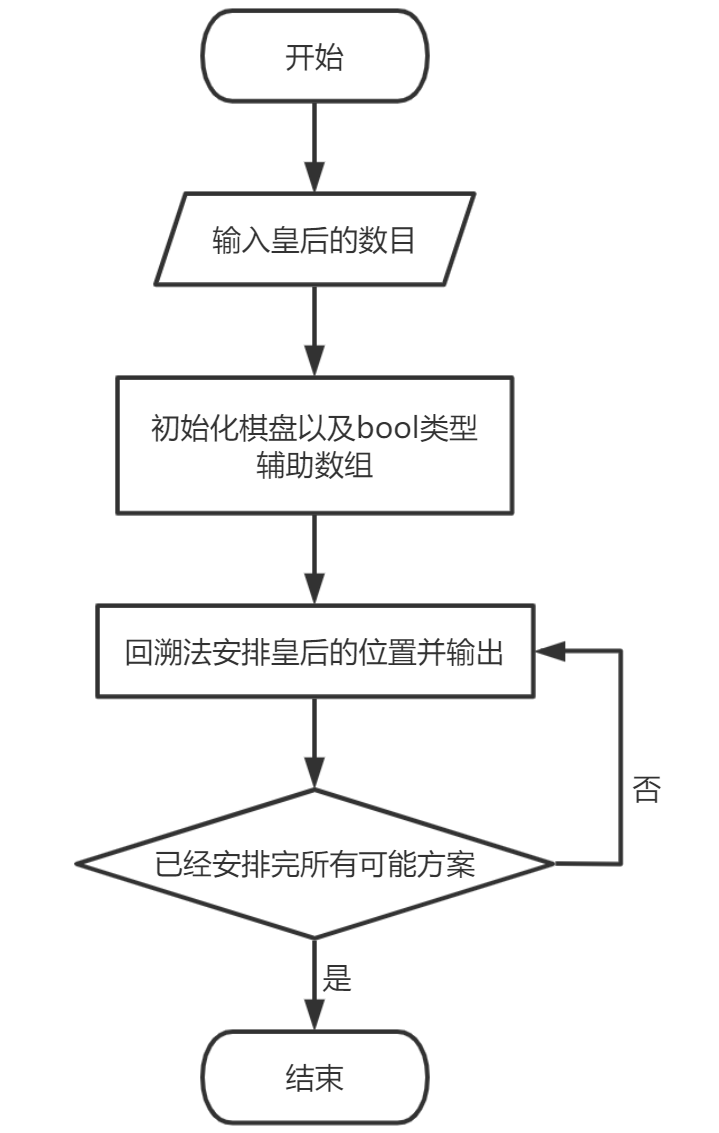 开始
输入皇后的数目
初始化棋盘以及bool类型
辅助数组
回溯法安排皇后的位置并输出
否
已经安排完所有可能方案
是
结束